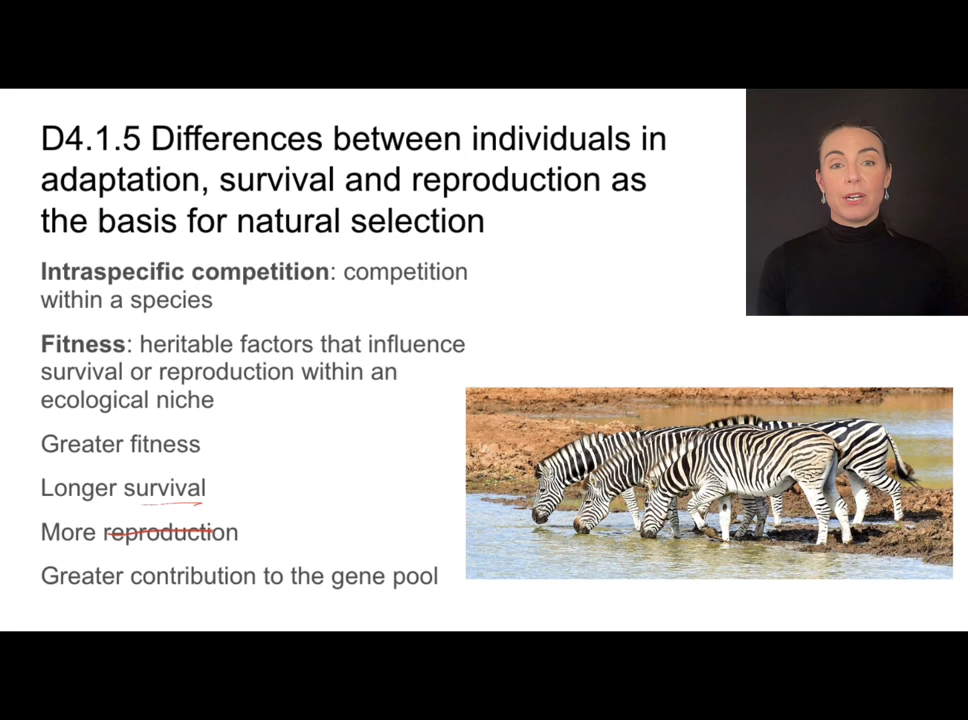 D4.1.5 Differences between individuals in
adaptation, survival and reproduction as
the basis for natural selection
Intraspecific competition: competition
within a species
Fitness: heritable factors that influence
survival or reproduction within an
ecological niche
Greater fitness
Longer survival
More reproduction
Greater contribution to the gene pool